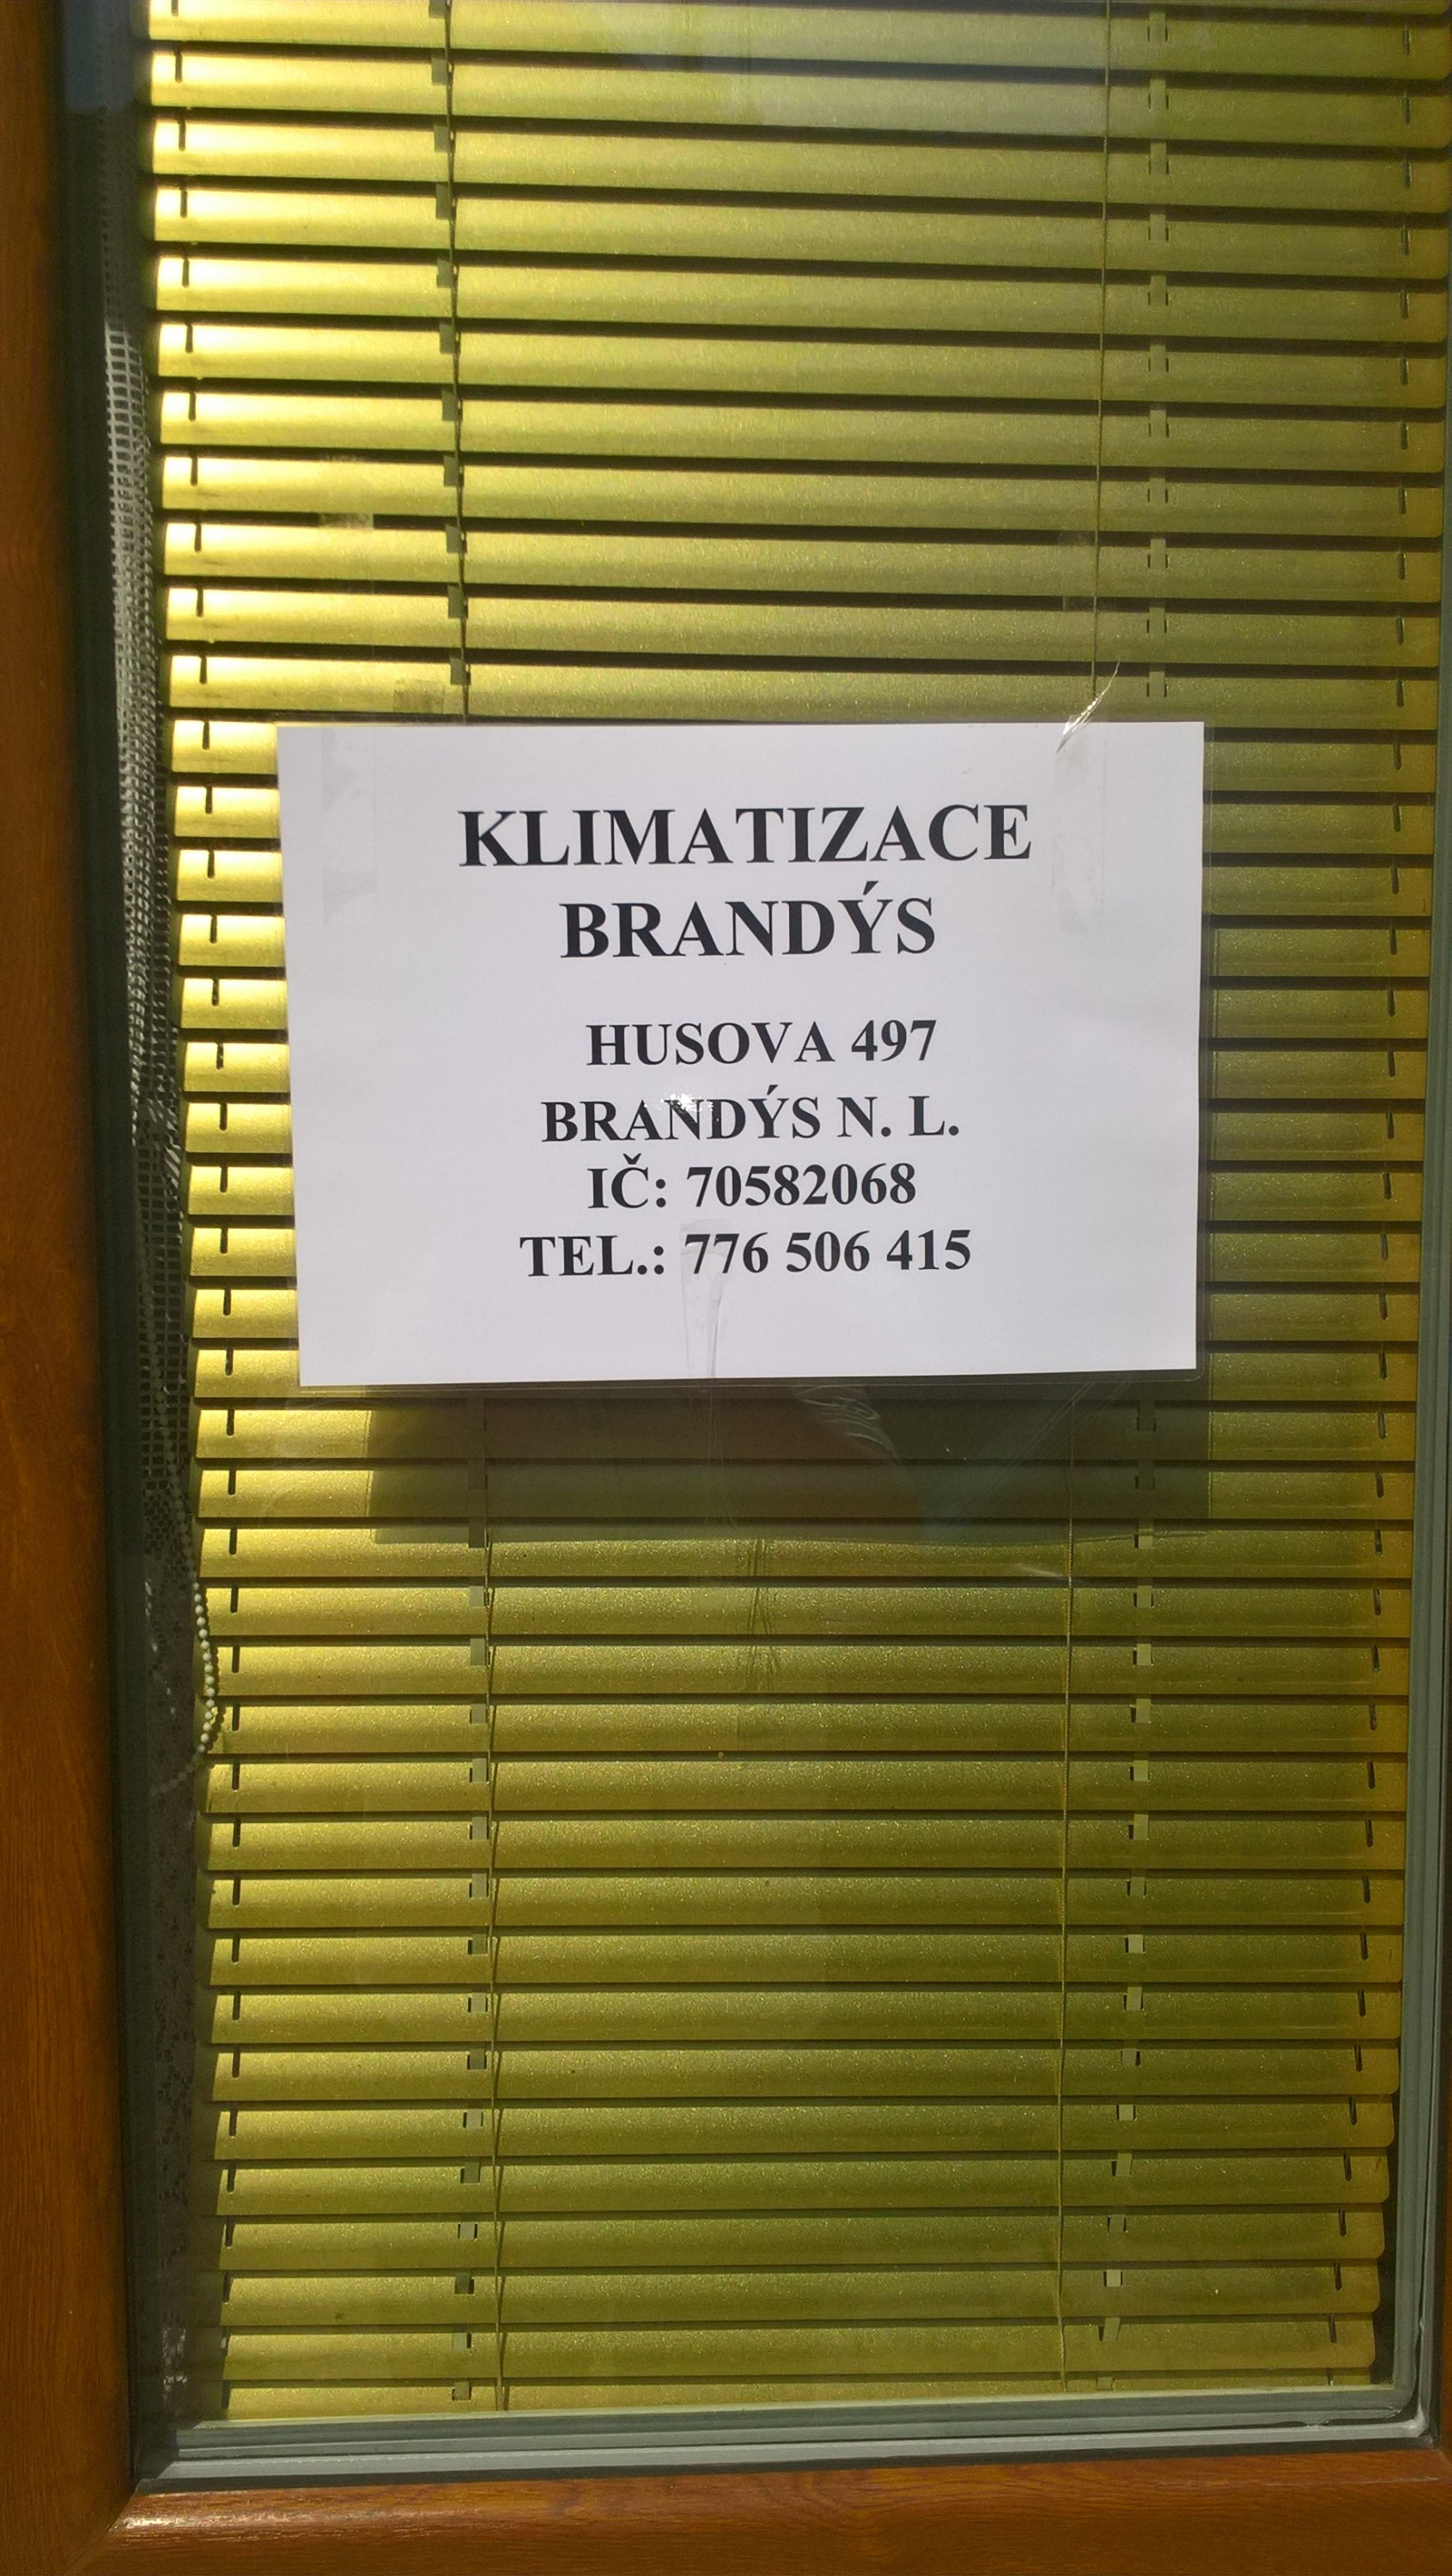 KLIMATIZACE
BRANDÝS
HUSOVA 497
BRANDÝS N. L.
IČ: 70582068
TEL.: 776 506 415